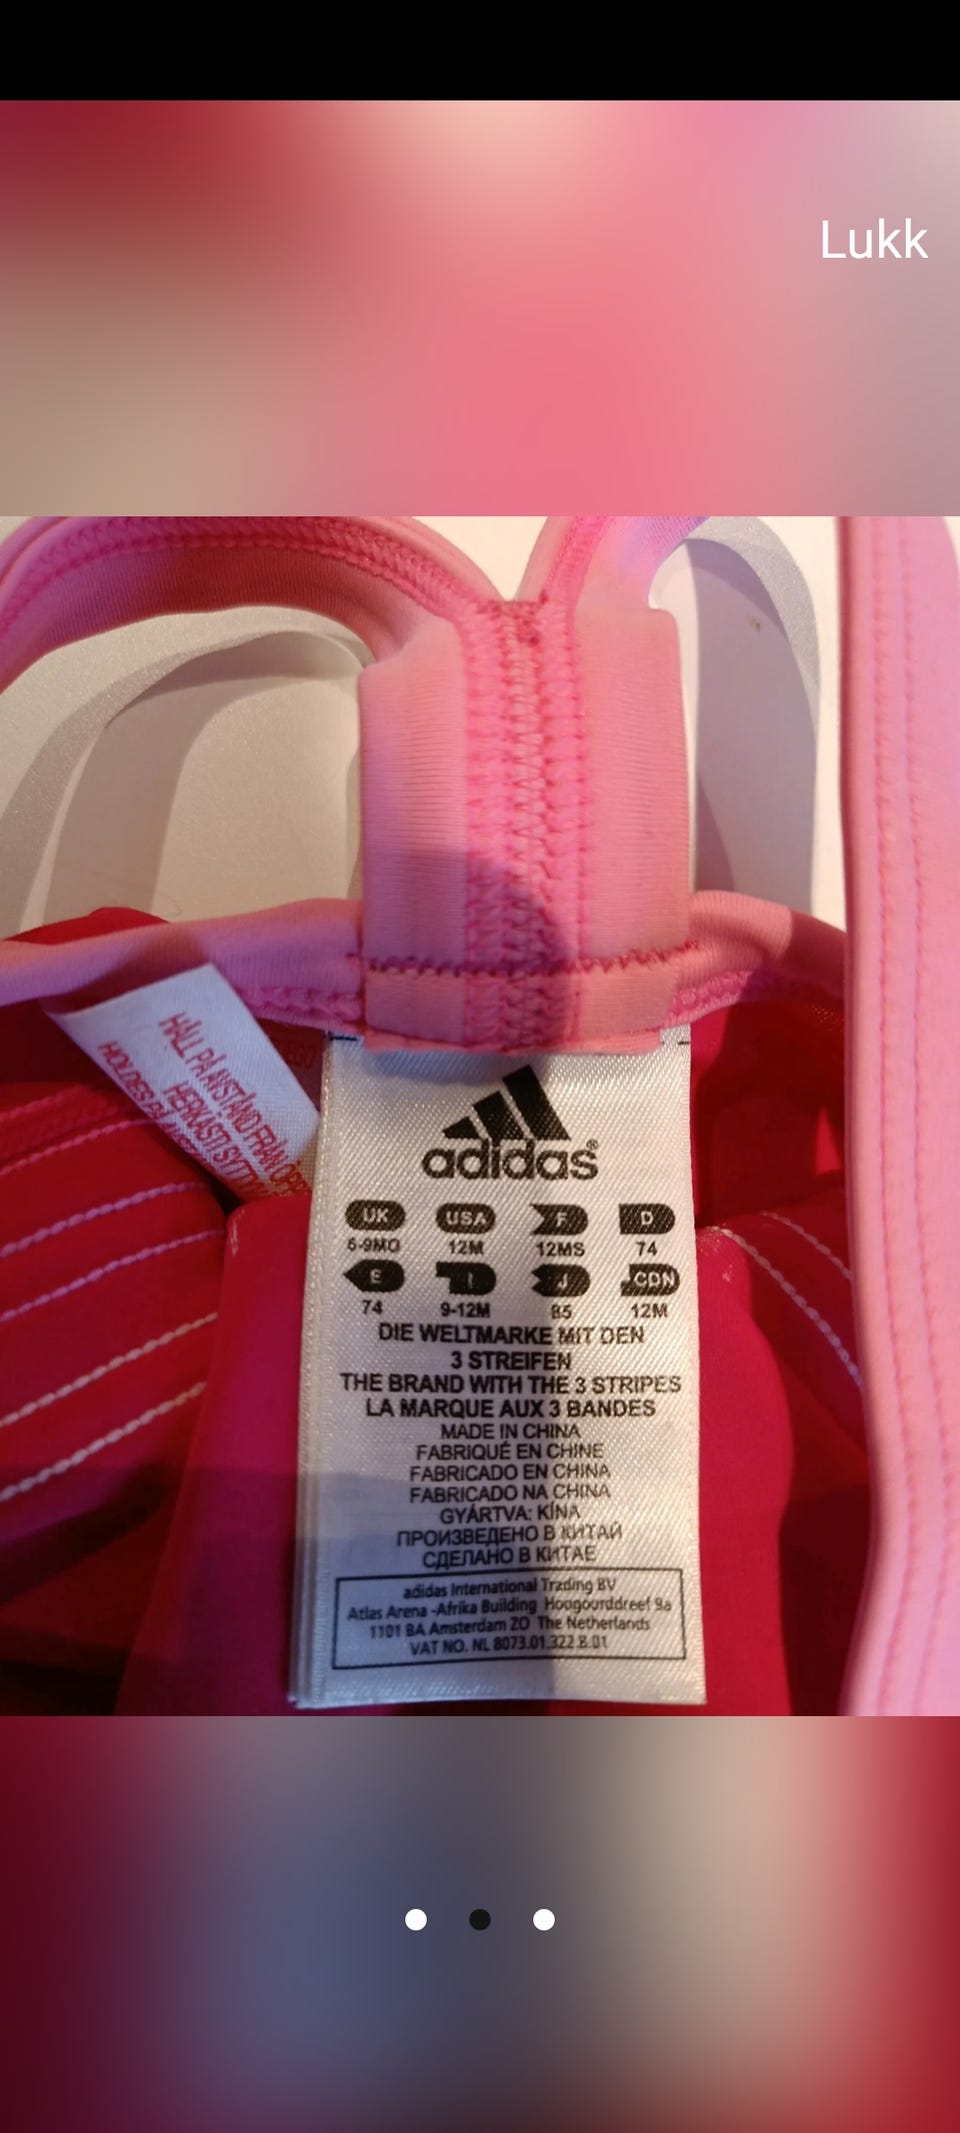 Lukk
HÅLL PÅ AVSTÅND FRÅN
adidas®
UK USA F D
6-9MO 12M 12MS 74
E I J CDN
74 9-12M 85 12M
DIE WELTMARKE MIT DEN
3 STREIFEN
THE BRAND WITH THE 3 STRIPES
LA MARQUE AUX 3 BANDES
MADE IN CHINA
FABRIQUÉ EN CHINE
FABRICADO EN CHINA
FABRICADO NA CHINA
GYÁRTVA: KÍNA
ПРОИЗВЕДЕНО В КИТАЙ
СДЕЛАНО В КИТАЕ
adidas International Trading BV
Atlas Arena -Afrika Building Hoogoorddreef 9a
1101 BA Amsterdam ZO The Netherlands
VAT NO. NL 8073.01.322.B.01